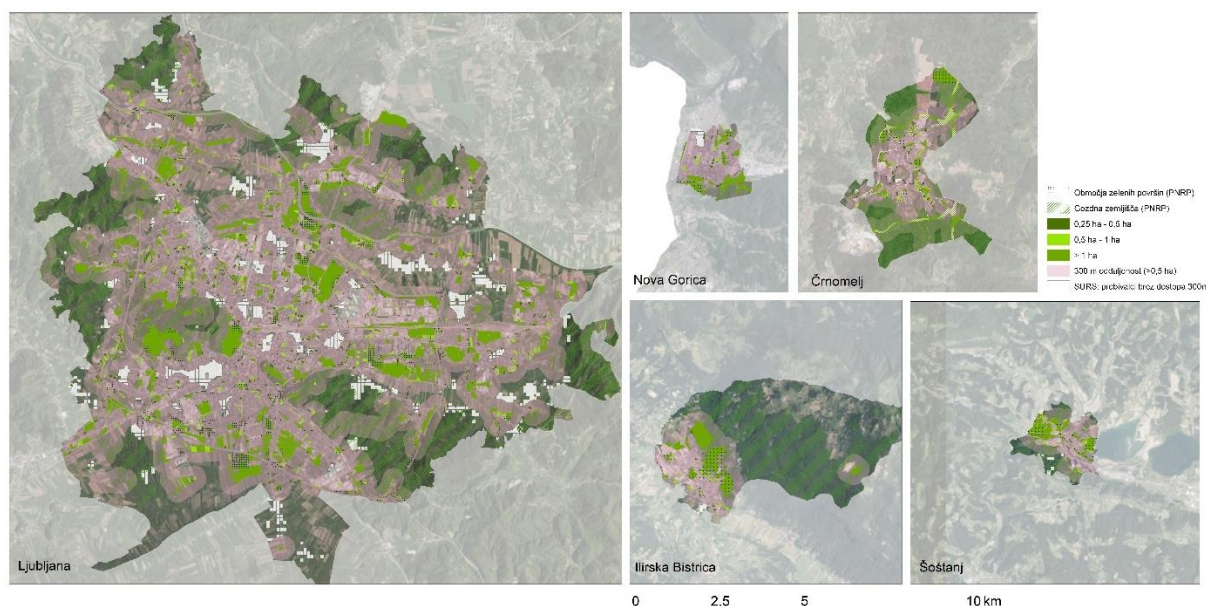 Ljubljana
Nova Gorica
Črnomelj
Območja zelenih površin (PNRP)
Gozdna zemljišča (PNRP)
0,25 ha - 0,5 ha
0,5 ha - 1 ha
> 1 ha
300 m oddaljenost (>0,5 ha)
SURS: prebivalci brez dostopa 300m
Ilirska Bistrica
Šoštanj
0 2.5 5 10 km